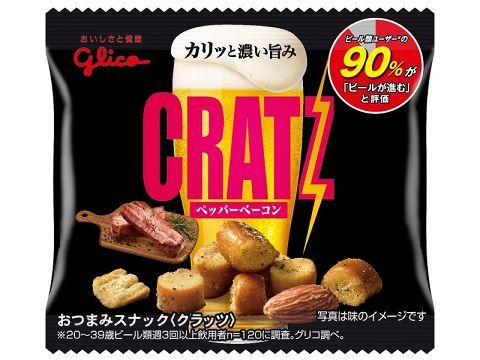 おいしさと健康
Glico
カリッと濃い旨み
ビール類ユーザー※の
90%が
「ビールが進む」
と評価
CRATZ
ペッパーベーコン
写真は味のイメージです
おつまみスナック〈クラッツ〉
※20〜39歳ビール類週3回以上飲用者n=120に調査。グリコ調べ。